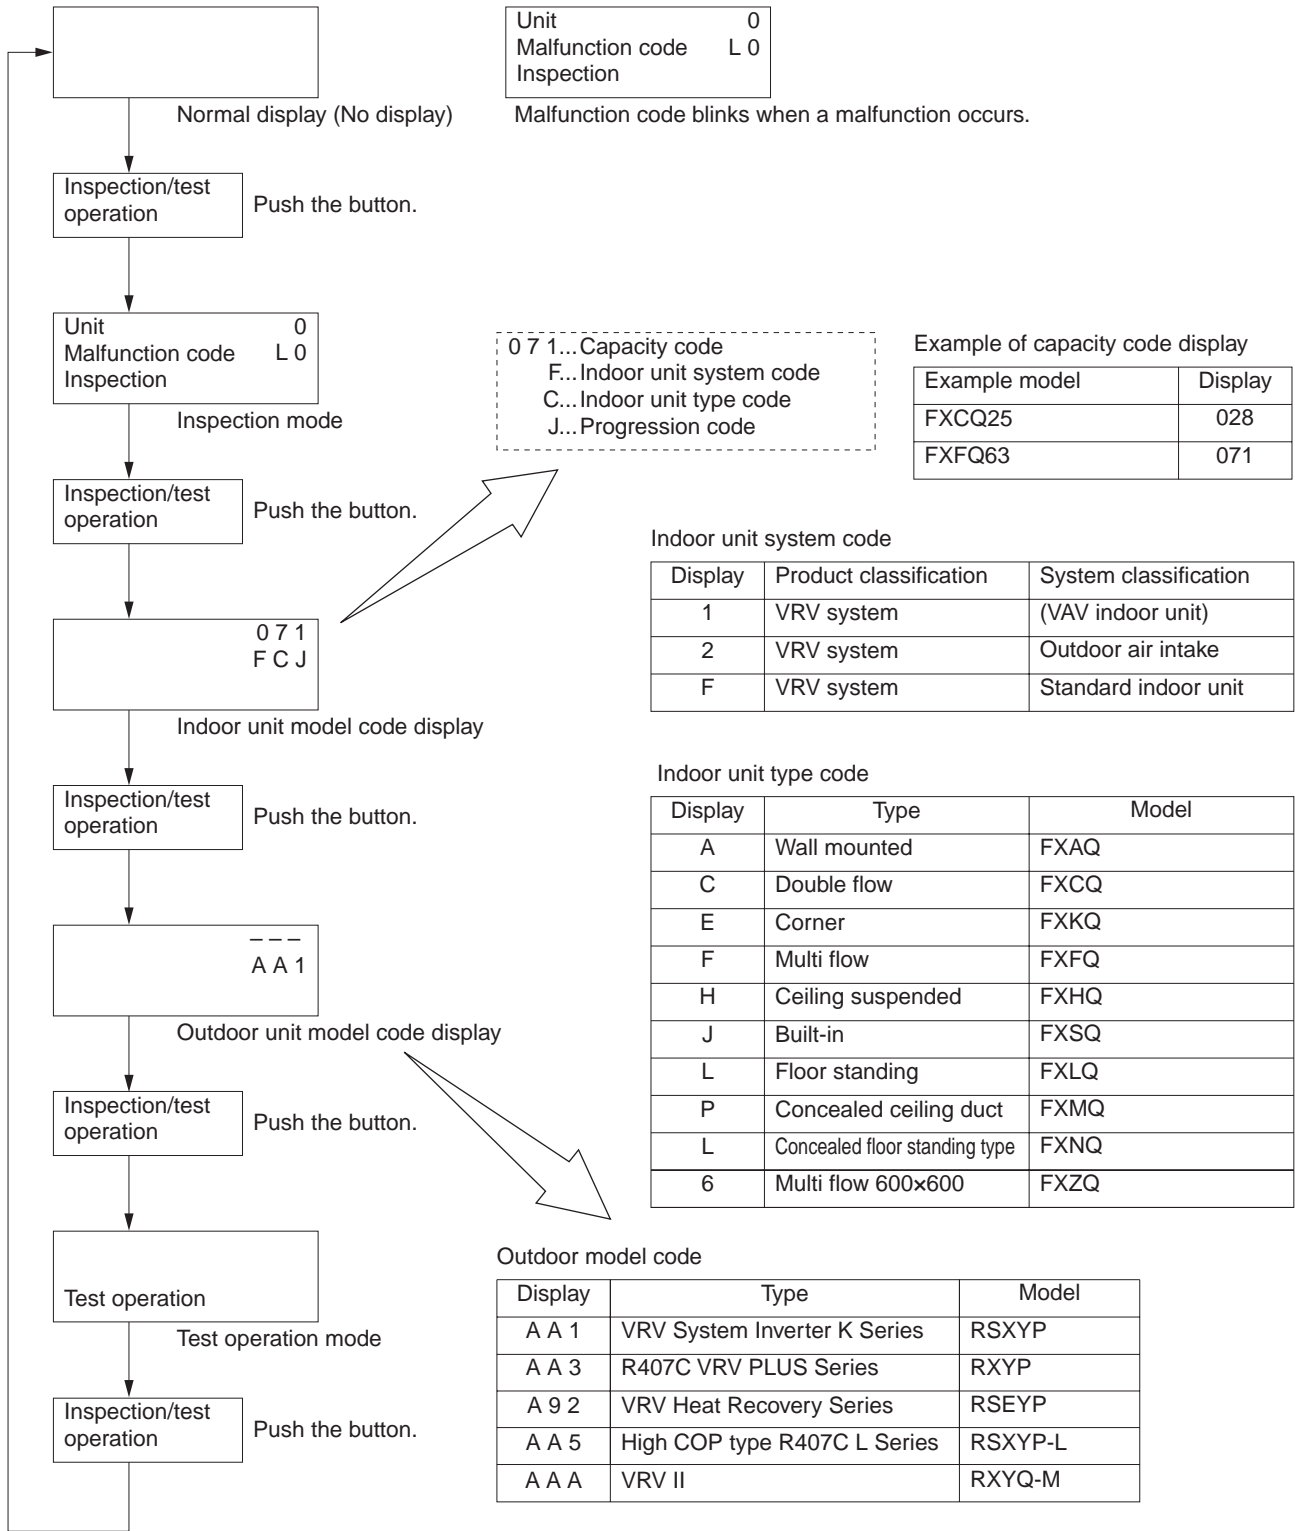 Unit 0
Malfunction code L 0
Inspection
Normal display (No display)
Malfunction code blinks when a malfunction occurs.
Inspection/test
operation
Push the button.
Unit 0
Malfunction code L 0
Inspection
Inspection mode
0 7 1...Capacity code
F...Indoor unit system code
C...Indoor unit type code
J...Progression code
Example of capacity code display
Example model Display
FXCQ25 028
FXFQ63 071
Inspection/test
operation
Push the button.
0 7 1
F C J
Indoor unit model code display
Indoor unit system code
Display Product classification System classification
1 VRV system (VAV indoor unit)
2 VRV system Outdoor air intake
F VRV system Standard indoor unit
Inspection/test
operation
Push the button.
Indoor unit type code
Display Type Model
A Wall mounted FXAQ
C Double flow FXCQ
E Corner FXKQ
F Multi flow FXFQ
H Ceiling suspended FXHQ
J Built-in FXSQ
L Floor standing FXLQ
P Concealed ceiling duct FXMQ
L Concealed floor standing type FXNQ
6 Multi flow 600×600 FXZQ
– – –
A A 1
Outdoor unit model code display
Inspection/test
operation
Push the button.
Test operation
Test operation mode
Inspection/test
operation
Push the button.
Outdoor model code
Display Type Model
A A 1 VRV System Inverter K Series RSXYP
A A 3 R407C VRV PLUS Series RXYP
A 9 2 VRV Heat Recovery Series RSEYP
A A 5 High COP type R407C L Series RSXYP-L
A A A VRV II RXYQ-M